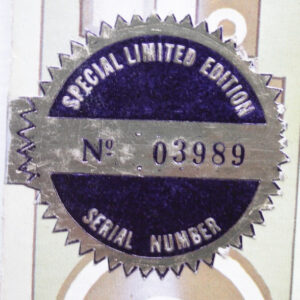 SPECIAL LIMITED EDITION
Nº 03989
SERIAL NUMBER